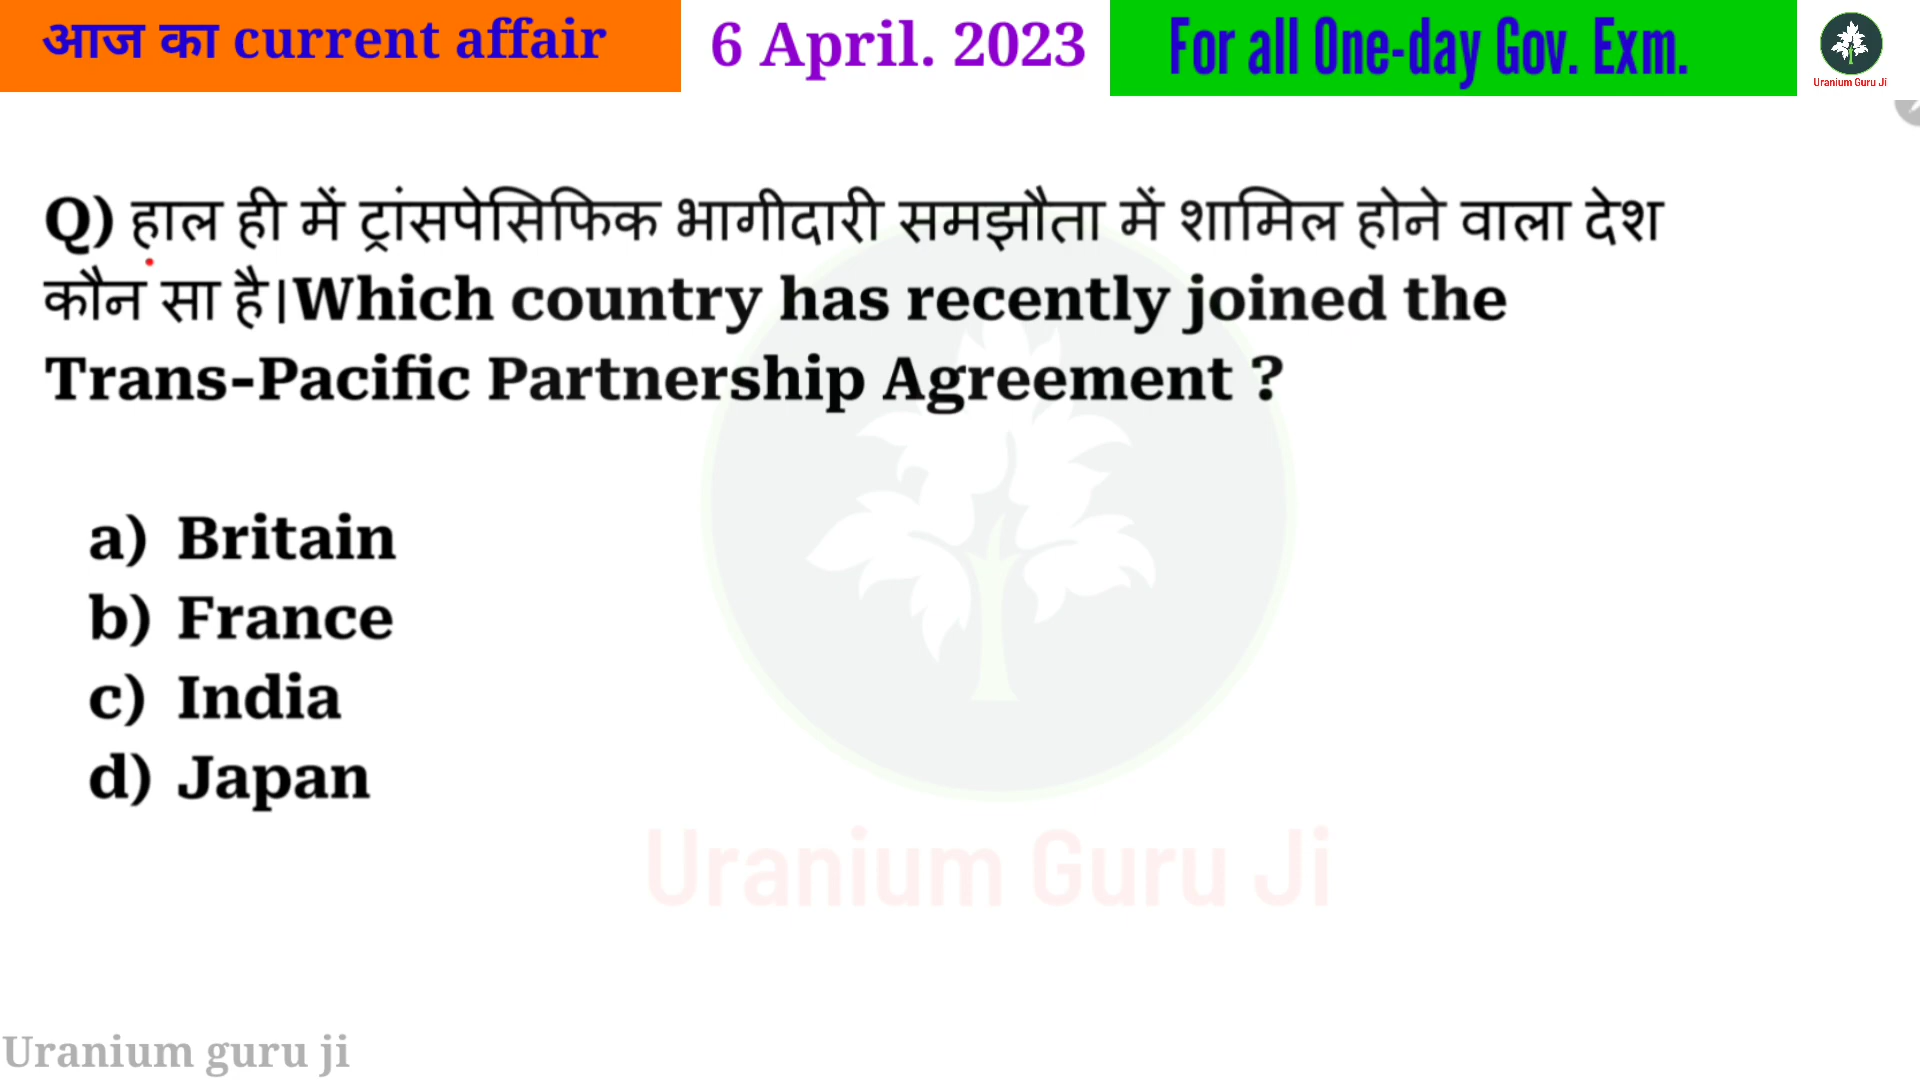 आज का current affair
6 April. 2023
For all One-day Gov. Exm.
Uranium Guru Ji
Q) हाल ही में ट्रांसपेसिफिक भागीदारी समझौता में शामिल होने वाला देश
कौन सा है।Which country has recently joined the
Trans-Pacific Partnership Agreement ?
a) Britain
b) France
c) India
d) Japan
Uranium Guru Ji
Uranium guru ji